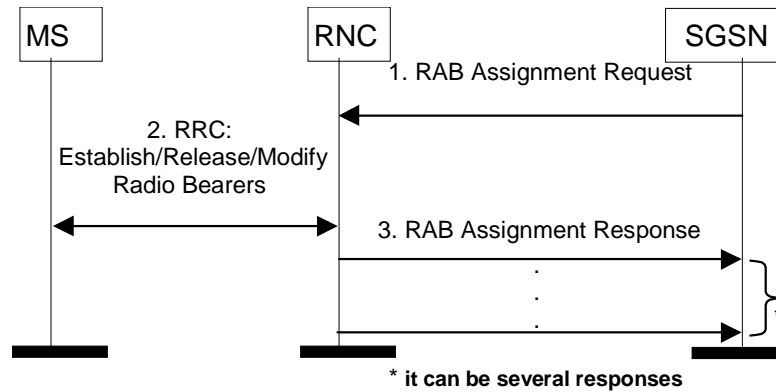 MS
RNC
SGSN
1. RAB Assignment Request
2. RRC:
Establish/Release/Modify
Radio Bearers
3. RAB Assignment Response
.
.
.
*
* it can be several responses